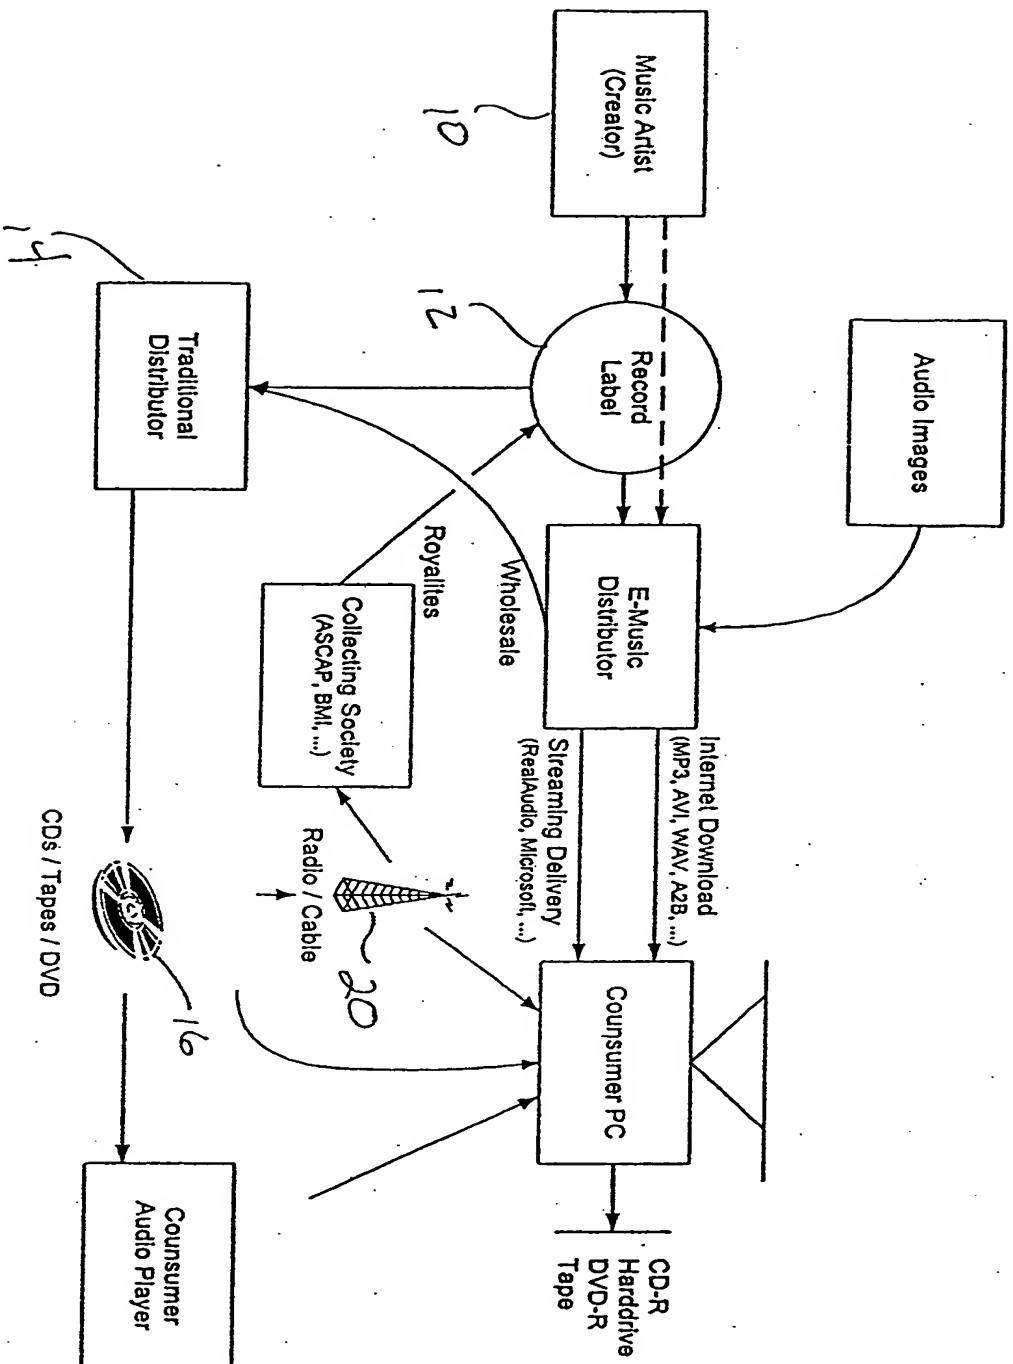 Audio Images
Music Artist
(Creator)
10
Record
Label
12
E-Music
Distributor
Internet Download
(MP3, AVI, WAV, A2B, ...)
Streaming Delivery
(RealAudio, Microsoft, ...)
Counsumer PC
CD-R
Harddrive
DVD-R
Tape
Wholesale
Royalites
Collecting Society
(ASCAP, BMI, ...)
Radio / Cable
20
Traditional
Distributor
14
CDs / Tapes / DVD
16
Counsumer
Audio Player